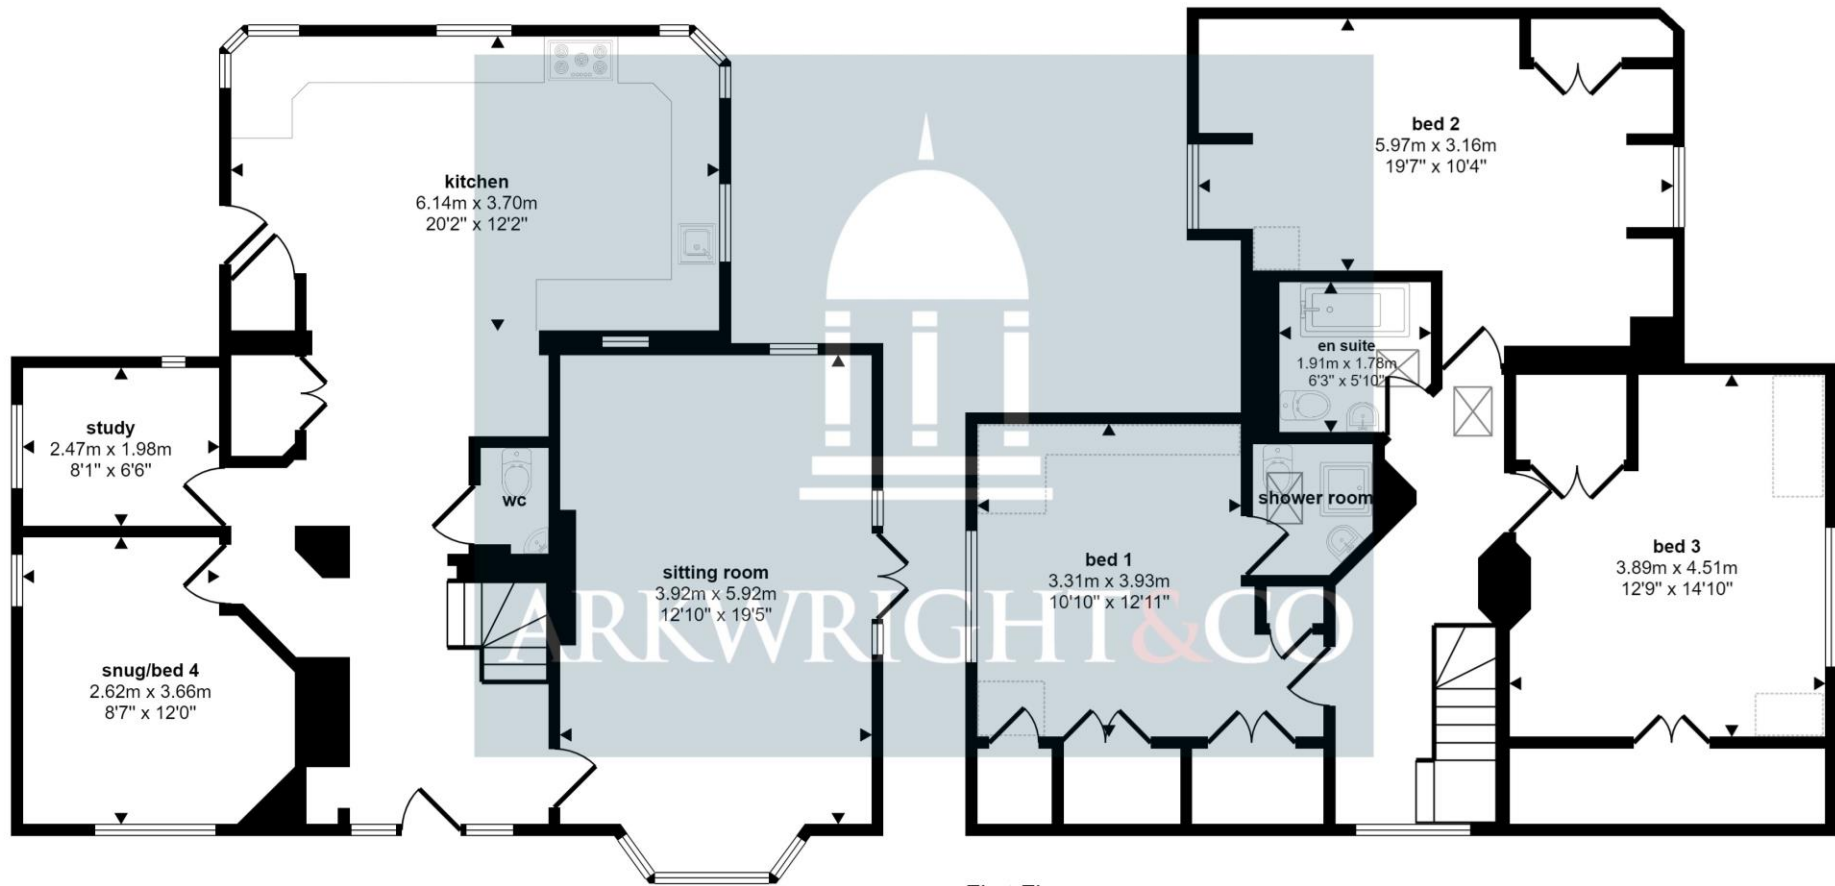 kitchen
6.14m x 3.70m
20'2" x 12'2"
study
2.47m x 1.98m
8'1" x 6'6"
wc
snug/bed 4
2.62m x 3.66m
8'7" x 12'0"
sitting room
3.92m x 5.92m
12'10" x 19'5"
bed 2
5.97m x 3.16m
19'7" x 10'4"
en suite
1.91m x 1.78m
6'3" x 5'10"
shower room
bed 1
3.31m x 3.93m
10'10" x 12'11"
bed 3
3.89m x 4.51m
12'9" x 14'10"
ARKWRIGHT&CO